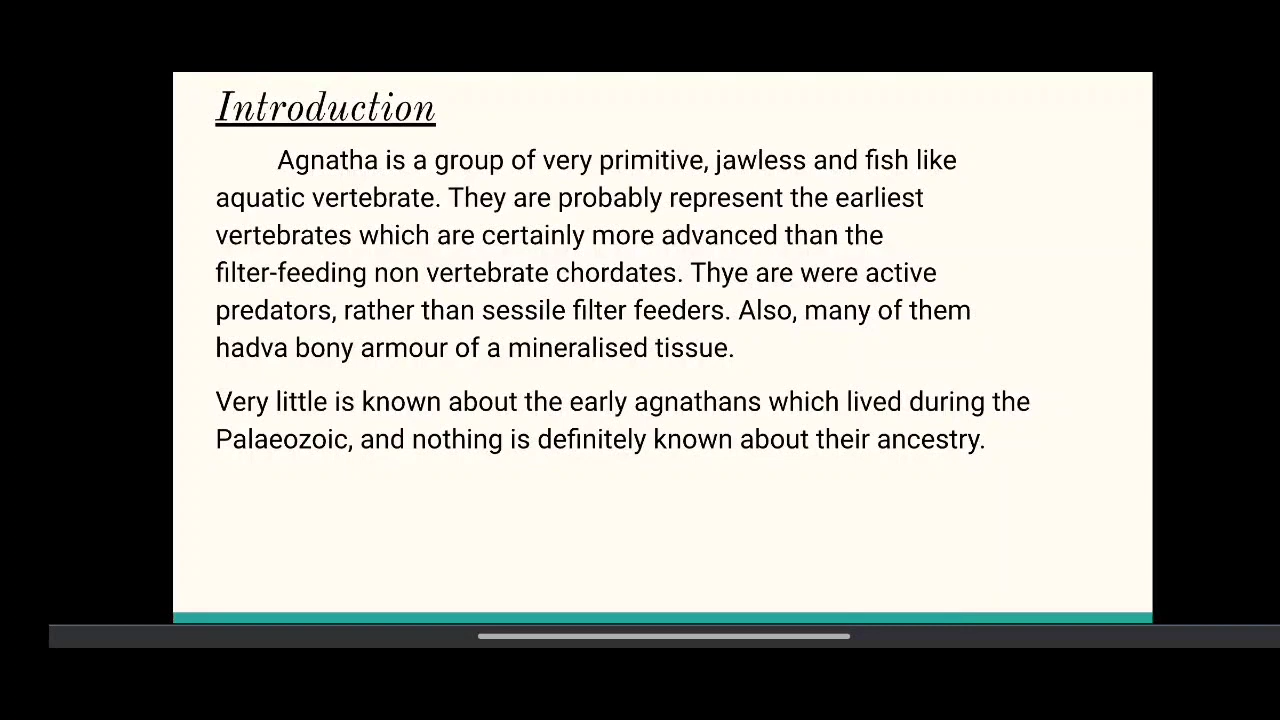 Introduction
Agnatha is a group of very primitive, jawless and fish like
aquatic vertebrate. They are probably represent the earliest
vertebrates which are certainly more advanced than the
filter-feeding non vertebrate chordates. Thye are were active
predators, rather than sessile filter feeders. Also, many of them
hadva bony armour of a mineralised tissue.
Very little is known about the early agnathans which lived during the
Palaeozoic, and nothing is definitely known about their ancestry.